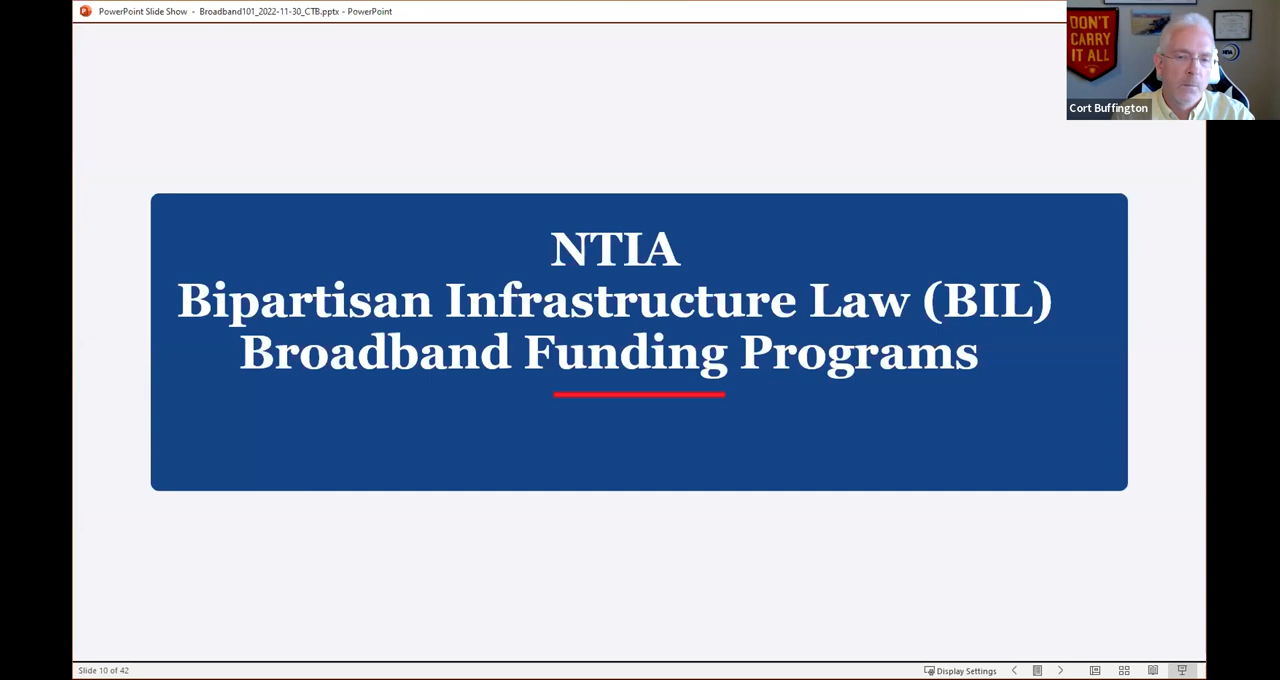 PowerPoint Slide Show - Broadband101_2022-11-30_CTB.pptx - PowerPoint
DON'T
CARRY
IT ALL
Cort Buffington
NTIA
Bipartisan Infrastructure Law (BIL)
Broadband Funding Programs
Slide 10 of 42
Display Settings